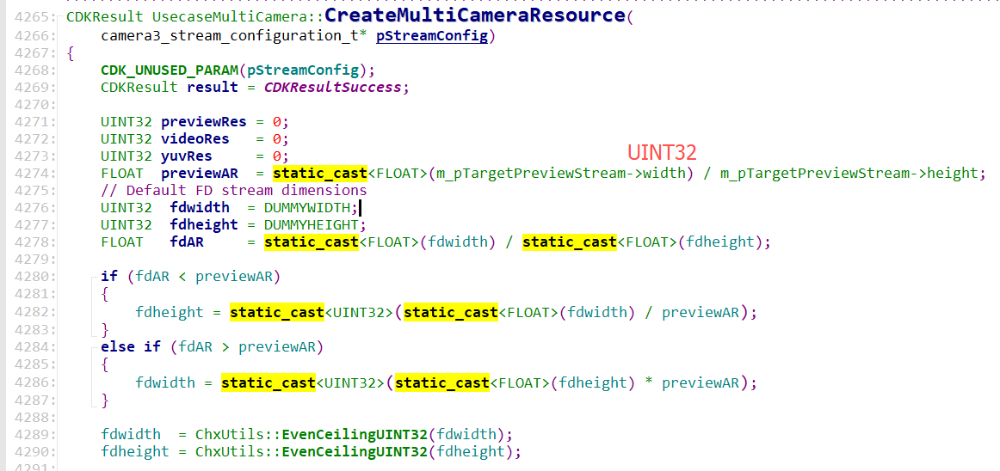 4265: CDKResult UsecaseMultiCamera::CreateMultiCameraResource(
4266:     camera3_stream_configuration_t* pStreamConfig)
4267: {
4268:     CDK_UNUSED_PARAM(pStreamConfig);
4269:     CDKResult result = CDKResultSuccess;
4270:
4271:     UINT32 previewRes = 0;
4272:     UINT32 videoRes   = 0;
4273:     UINT32 yuvRes     = 0;
UINT32
4274:     FLOAT  previewAR  = static_cast<FLOAT>(m_pTargetPreviewStream->width) / m_pTargetPreviewStream->height;
4275:     // Default FD stream dimensions
4276:     UINT32  fdwidth  = DUMMYWIDTH;
4277:     UINT32  fdheight = DUMMYHEIGHT;
4278:     FLOAT   fdAR     = static_cast<FLOAT>(fdwidth) / static_cast<FLOAT>(fdheight);
4279:
4280:     if (fdAR < previewAR)
4281:     {
4282:         fdheight = static_cast<UINT32>(static_cast<FLOAT>(fdwidth) / previewAR);
4283:     }
4284:     else if (fdAR > previewAR)
4285:     {
4286:         fdwidth = static_cast<UINT32>(static_cast<FLOAT>(fdheight) * previewAR);
4287:     }
4288:
4289:     fdwidth  = ChxUtils::EvenCeilingUINT32(fdwidth);
4290:     fdheight = ChxUtils::EvenCeilingUINT32(fdheight);
4291: